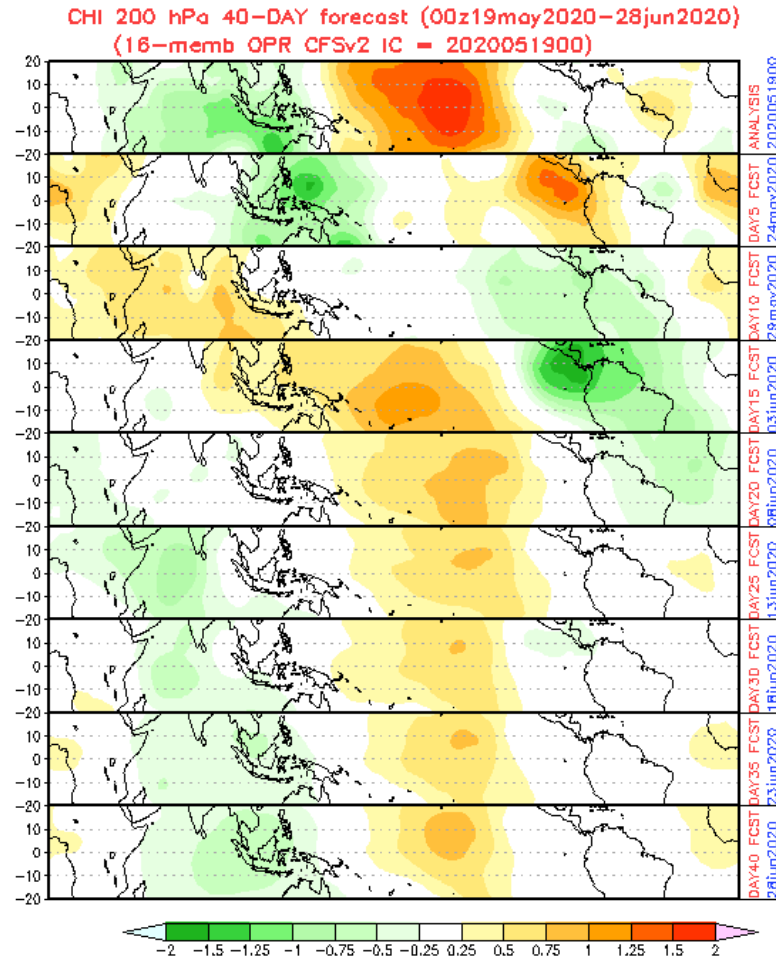 CHI 200 hPa 40-DAY forecast (00z19may2020-28jun2020)
(16-memb OPR CFSv2 IC = 2020051900)
20
10
0
-10
-20
ANALYSIS
2020051900
20
10
0
-10
-20
DAY5 FCST
24may2020
10
0
-10
-20
DAY10 FCST
29may2020
10
0
-10
-20
DAY15 FCST
03jun2020
10
0
-10
-20
DAY20 FCST
08jun2020
10
0
-10
-20
DAY25 FCST
13jun2020
10
0
-10
-20
DAY30 FCST
18jun2020
10
0
-10
-20
DAY35 FCST
23jun2020
10
0
-10
-20
DAY40 FCST
28jun2020
-2 -1.5 -1.25 -1 -0.75 -0.5 -0.25 0.25 0.5 0.75 1 1.25 1.5 2